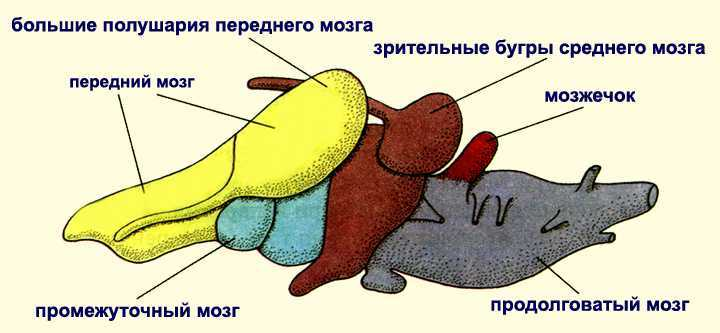 большие полушария переднего мозга
зрительные бугры среднего мозга
передний мозг
мозжечок
промежуточный мозг
продолговатый мозг